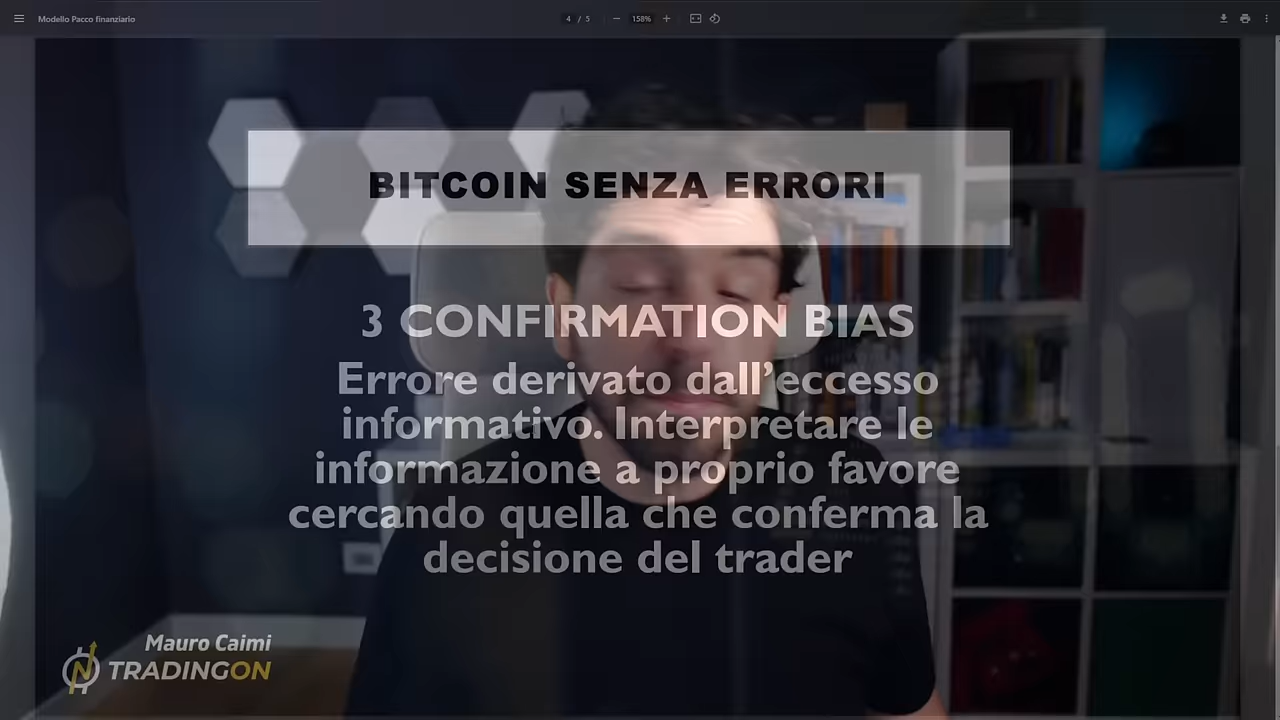 Modello Pacco finanziario
4 / 5
158%
BITCOIN SENZA ERRORI
3 CONFIRMATION BIAS
Errore derivato dall’eccesso
informativo. Interpretare le
informazione a proprio favore
cercando quella che conferma la
decisione del trader
Mauro Caimi
TRADINGON